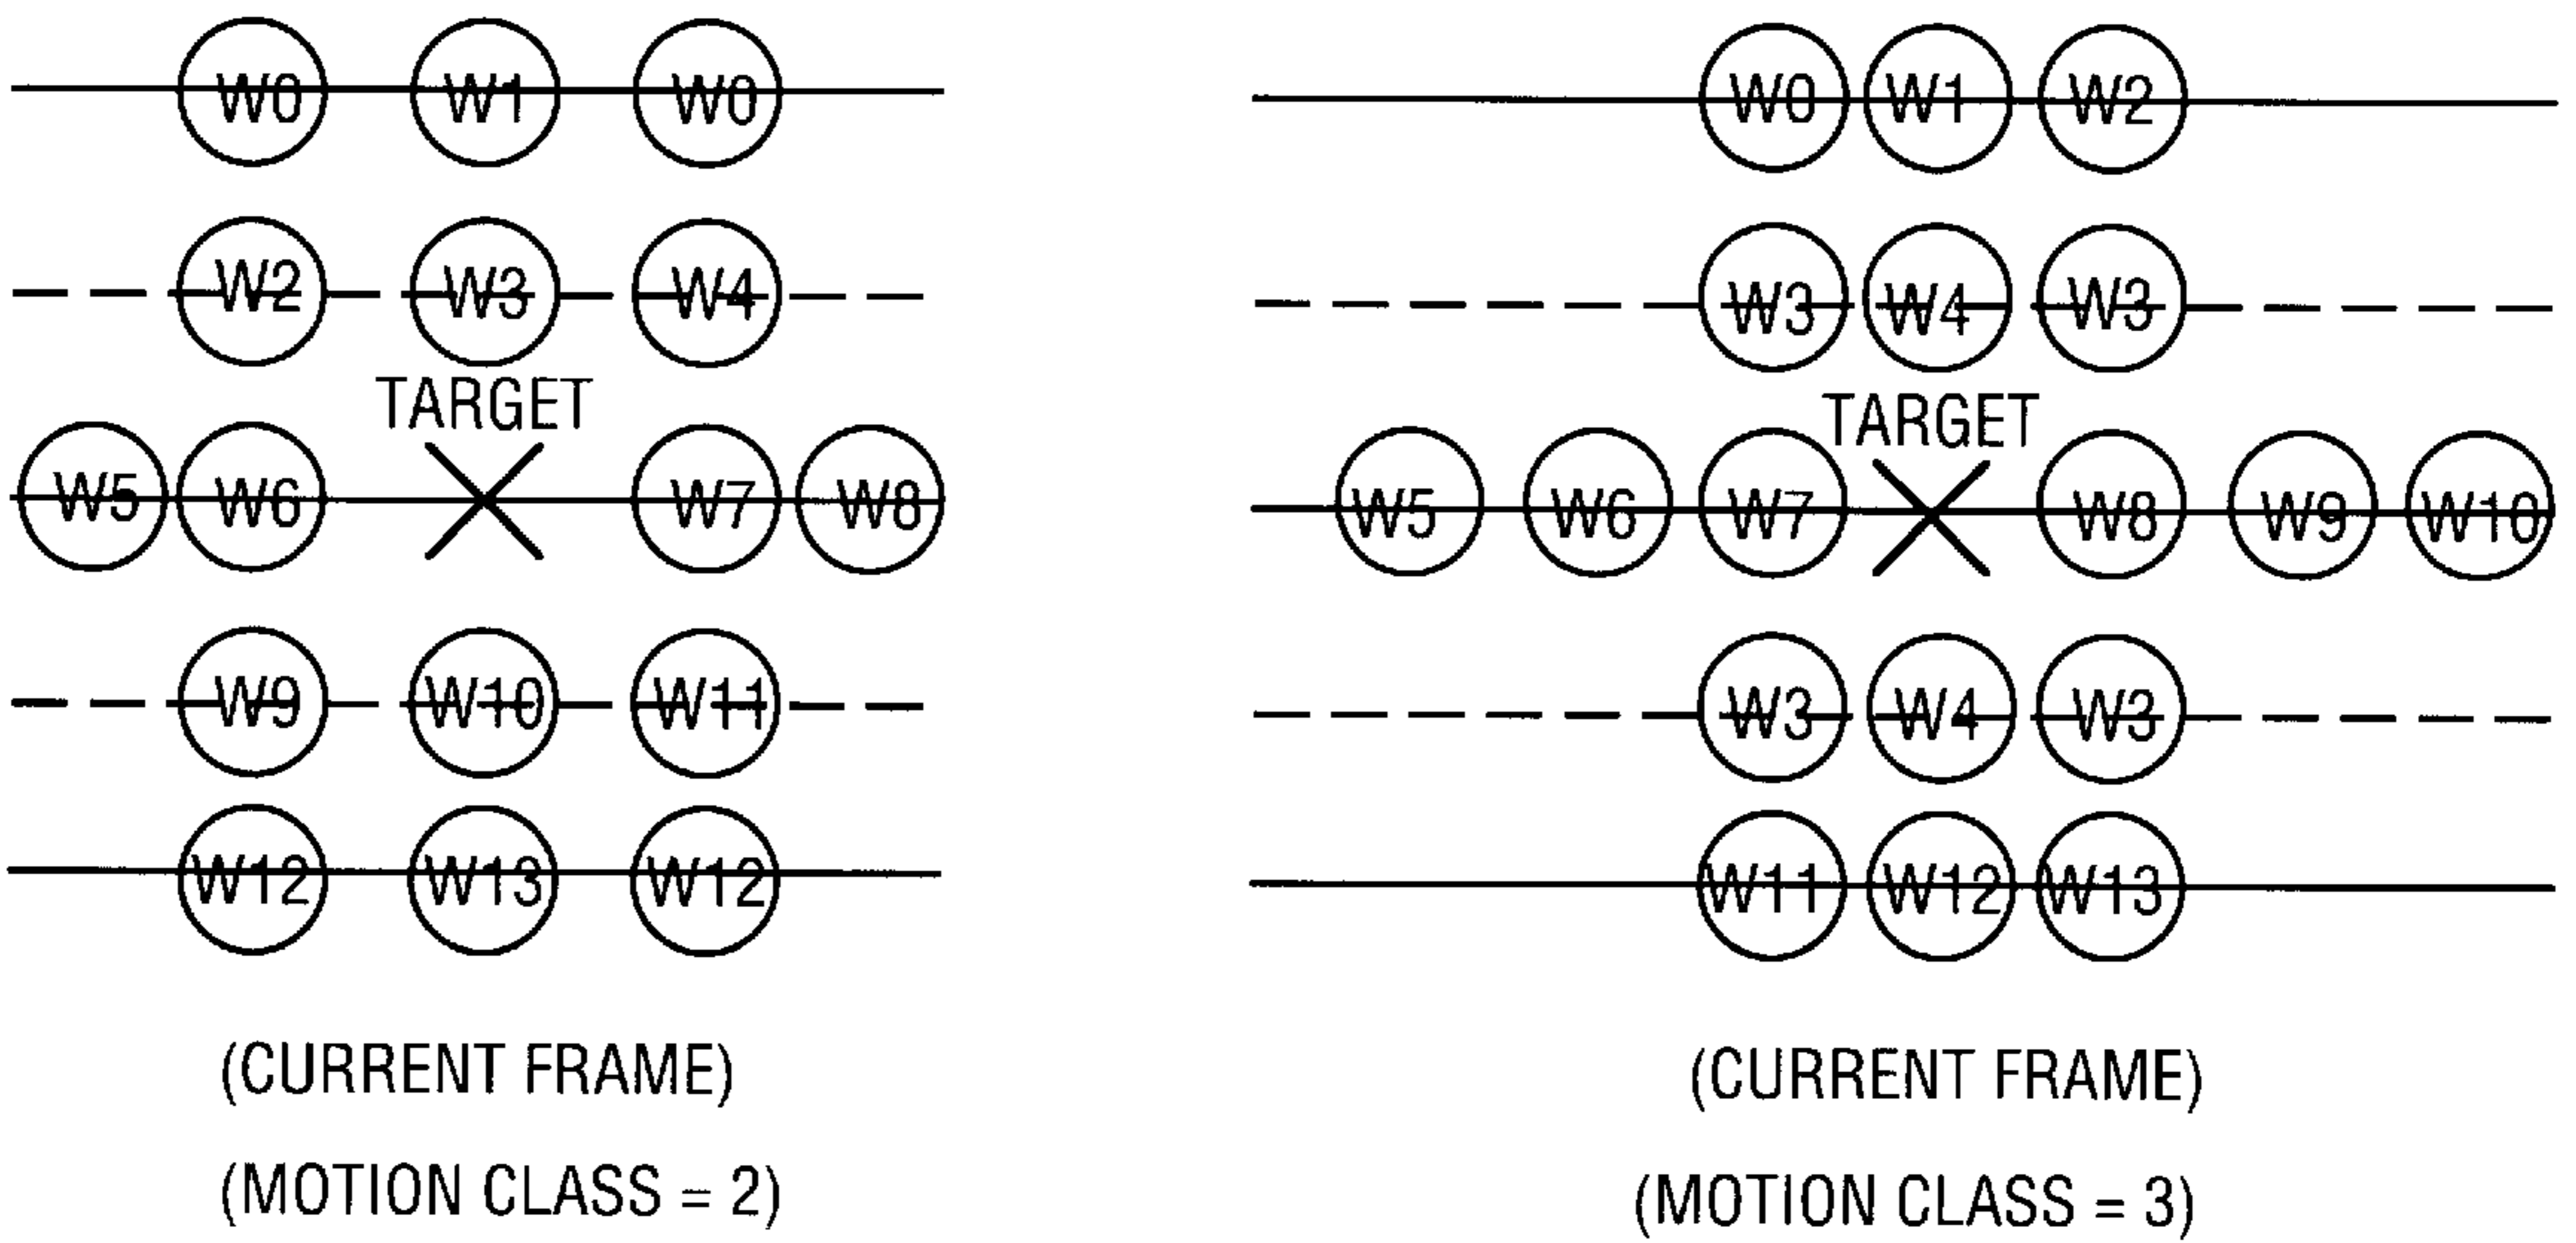 W0 W1 W0
W2 W3 W4
TARGET
W5 W6 W7 W8
W9 W10 W11
W12 W13 W12
(CURRENT FRAME)
(MOTION CLASS = 2)
W0 W1 W2
W3 W4 W3
TARGET
W5 W6 W7 W8 W9 W10
W3 W4 W3
W11 W12 W13
(CURRENT FRAME)
(MOTION CLASS = 3)